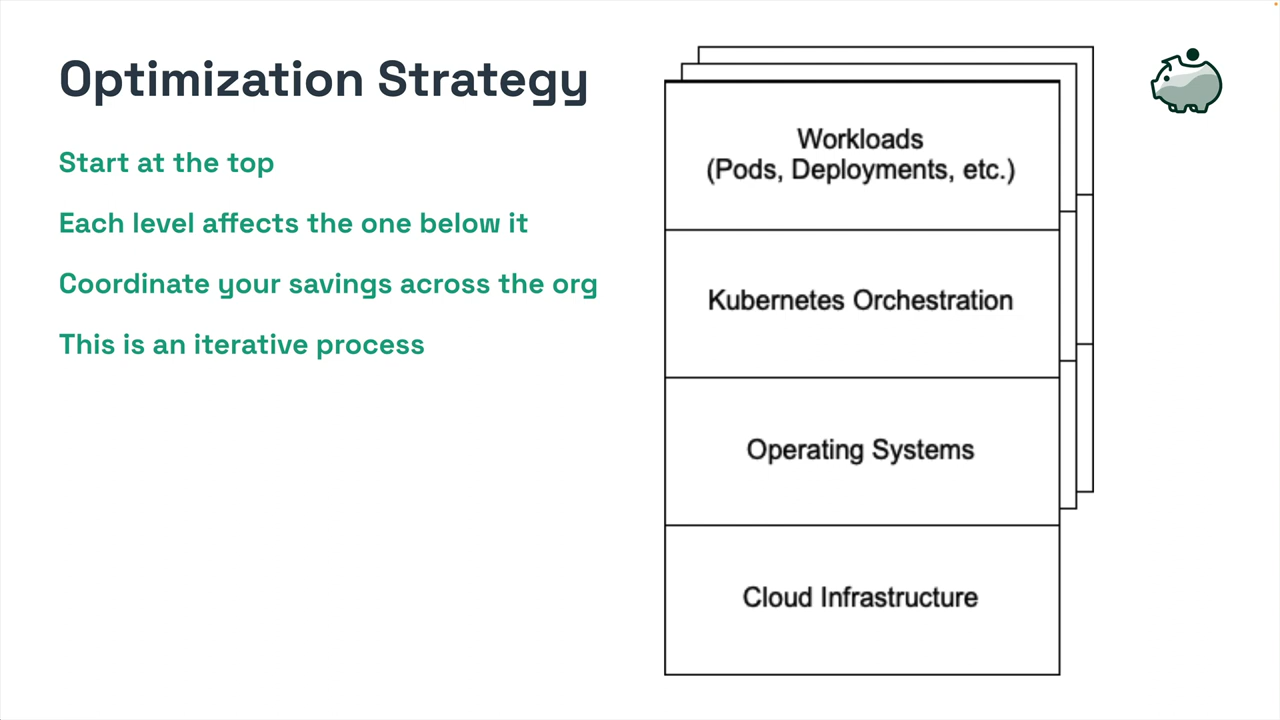 Optimization Strategy
Start at the top
Each level affects the one below it
Coordinate your savings across the org
This is an iterative process
Workloads
(Pods, Deployments, etc.)
Kubernetes Orchestration
Operating Systems
Cloud Infrastructure